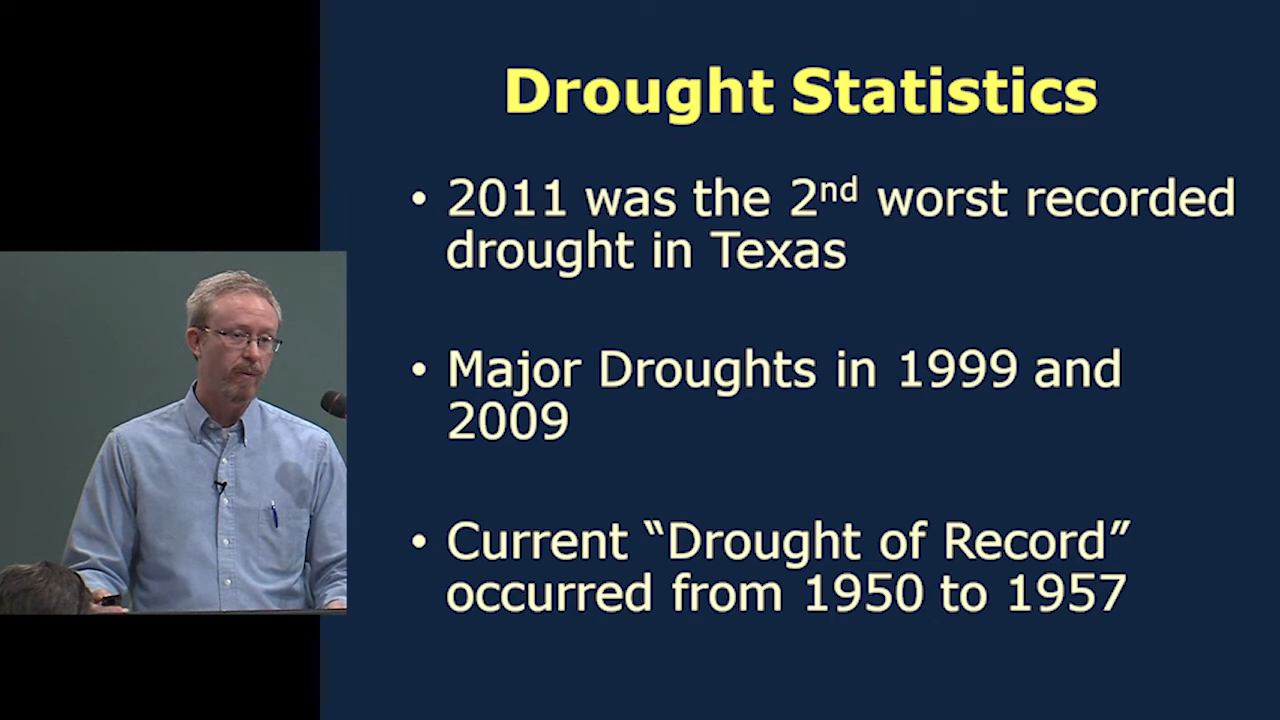 Drought Statistics
• 2011 was the 2nd worst recorded
drought in Texas
• Major Droughts in 1999 and
2009
• Current “Drought of Record”
occurred from 1950 to 1957